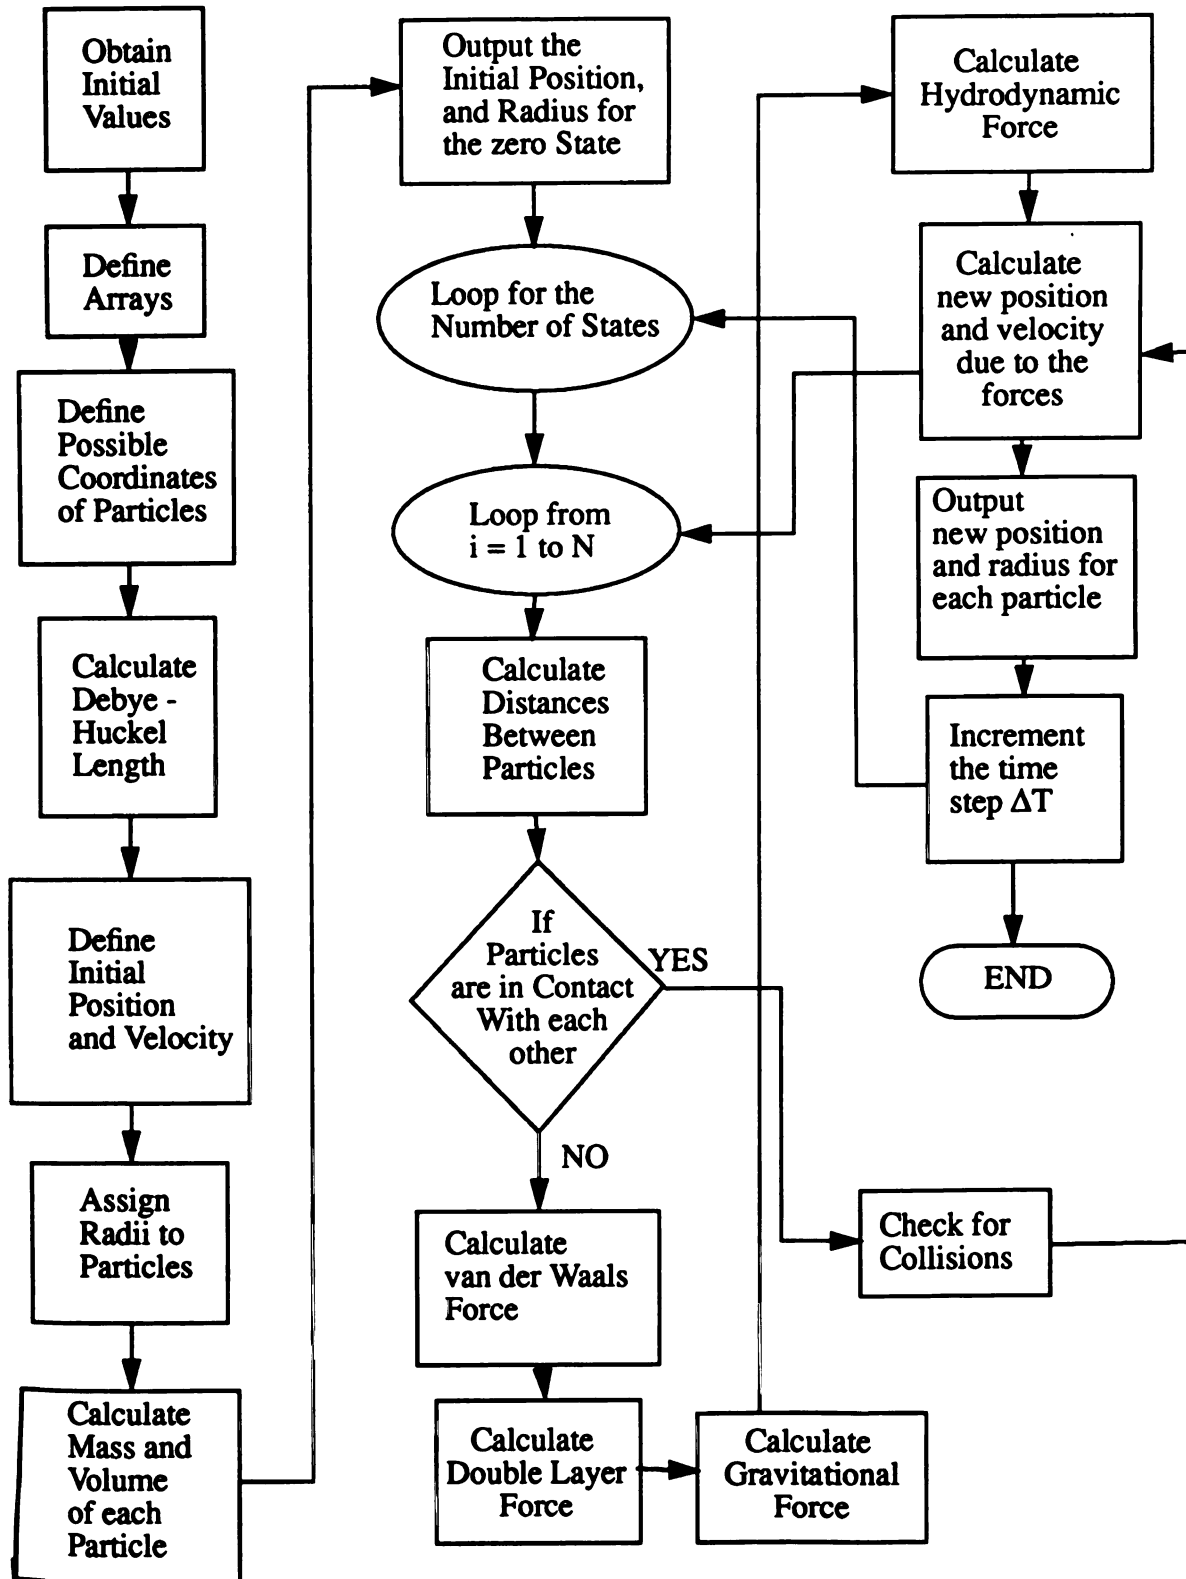 Obtain
Initial
Values
Define
Arrays
Define
Possible
Coordinates
of Particles
Calculate
Debye -
Huckel
Length
Define
Initial
Position
and Velocity
Assign
Radii to
Particles
Calculate
Mass and
Volume
of each
Particle
Output the
Initial Position,
and Radius for
the zero State
Loop for the
Number of States
Loop from
i = 1 to N
Calculate
Distances
Between
Particles
If
Particles
are in Contact
With each
other
YES
NO
Calculate
van der Waals
Force
Calculate
Double Layer
Force
Calculate
Gravitational
Force
Calculate
Hydrodynamic
Force
Calculate
new position
and velocity
due to the
forces
Output
new position
and radius for
each particle
Increment
the time
step ΔT
END
Check for
Collisions